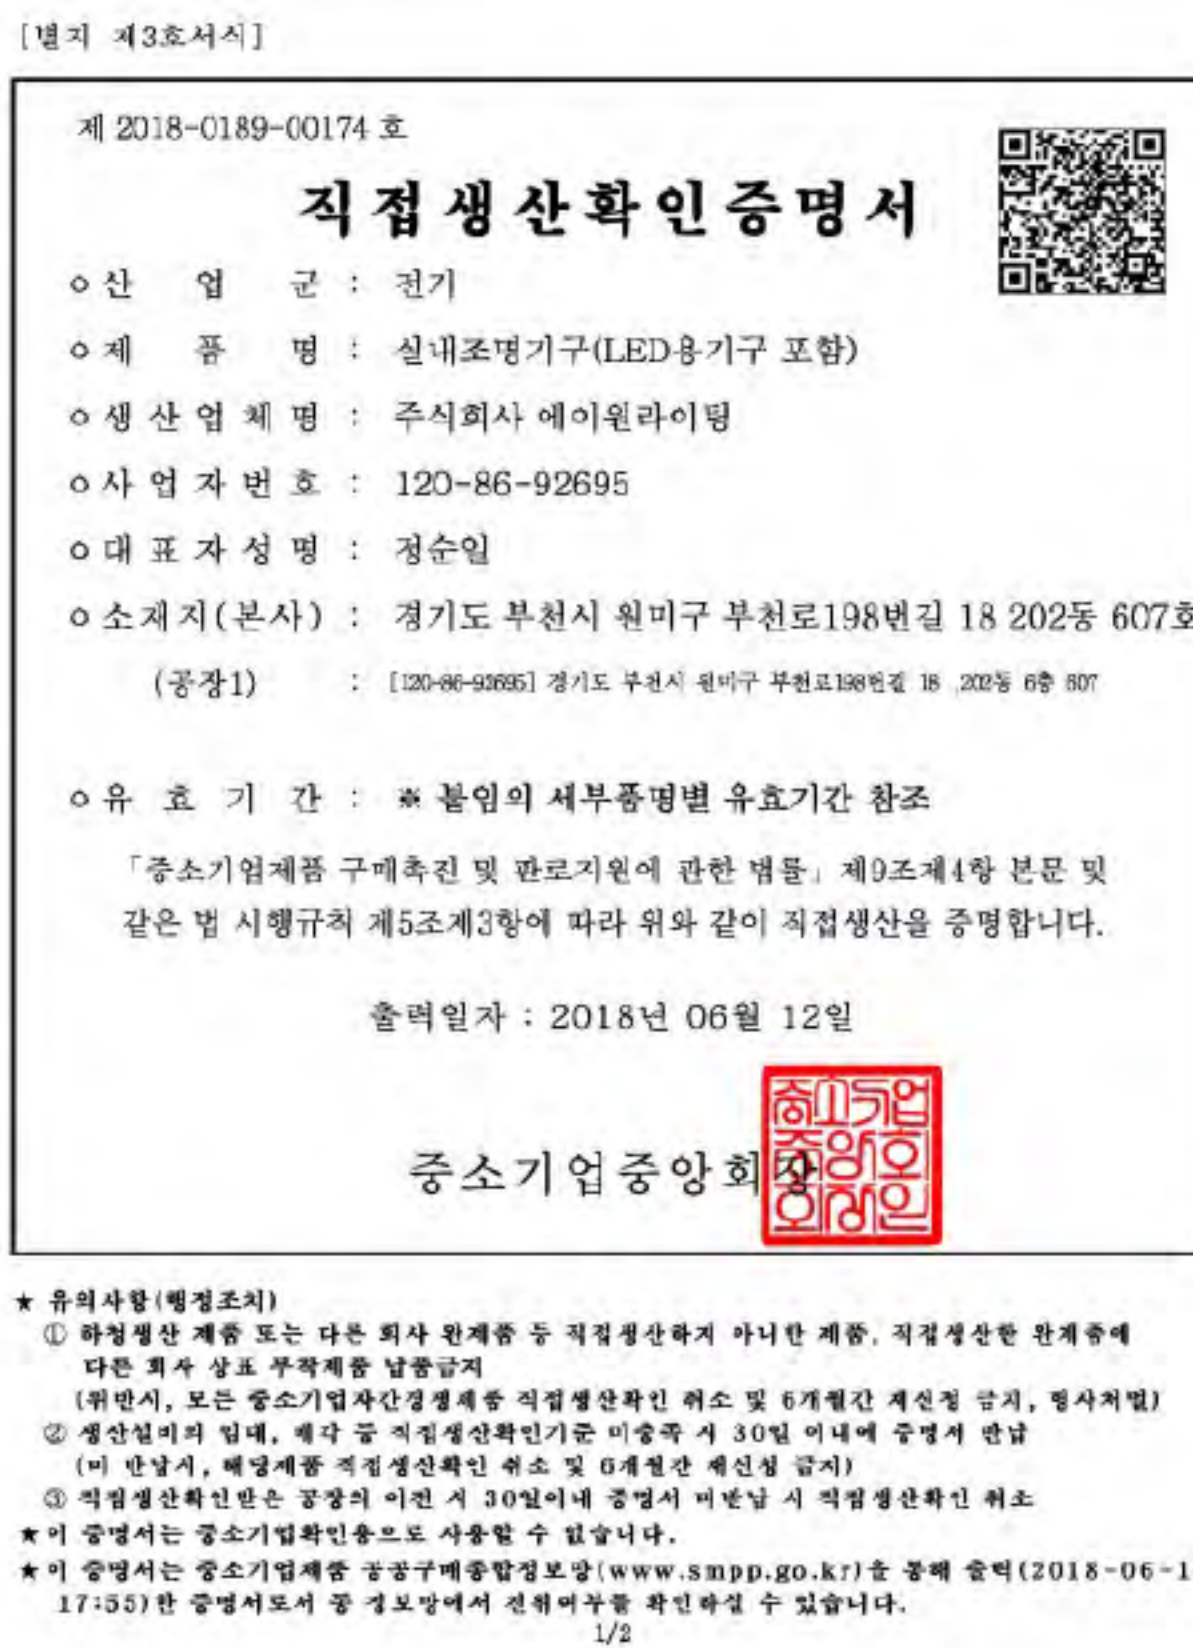 [별지 제3호서식]
제 2018-0189-00174 호
직접생산확인증명서
ㅇ산 업 군 : 전기
ㅇ제 품 명 : 실내조명기구(LED용기구 포함)
ㅇ생산업체명 : 주식회사 에이원라이팅
ㅇ사업자번호 : 120-86-92695
ㅇ대표자성명 : 정순일
ㅇ소재지(본사) : 경기도 부천시 원미구 부천로198번길 18 202동 607호
(공장1) : [120-86-92695] 경기도 부천시 원미구 부천로198번길 18 ,202동 6층 607
ㅇ유 효 기 간 : ※ 붙임의 세부품명별 유효기간 참조
「중소기업제품 구매촉진 및 판로지원에 관한 법률」 제9조제4항 본문 및
같은 법 시행규칙 제5조제3항에 따라 위와 같이 직접생산을 증명합니다.
출력일자 : 2018년 06월 12일
중소기업중앙회장
중소기업
중앙회
회장인
★ 유의사항(행정조치)
① 하청생산 제품 또는 다른 회사 완제품 등 직접생산하지 아니한 제품, 직접생산한 완제품에
다른 회사 상표 부착제품 납품금지
(위반시, 모든 중소기업자간경쟁제품 직접생산확인 취소 및 6개월간 재신청 금지, 형사처벌)
② 생산설비의 임대, 매각 등 직접생산확인기준 미충족 시 30일 이내에 증명서 반납
(미 반납시, 해당제품 직접생산확인 취소 및 6개월간 재신청 금지)
③ 직접생산확인받은 공장의 이전 시 30일이내 증명서 미반납 시 직접생산확인 취소
★이 증명서는 중소기업확인용으로 사용할 수 없습니다.
★이 증명서는 중소기업제품 공공구매종합정보망(www.smpp.go.kr)을 통해 출력(2018-06-1
17:55)한 증명서로서 동 정보망에서 진위여부를 확인하실 수 있습니다.
1/2